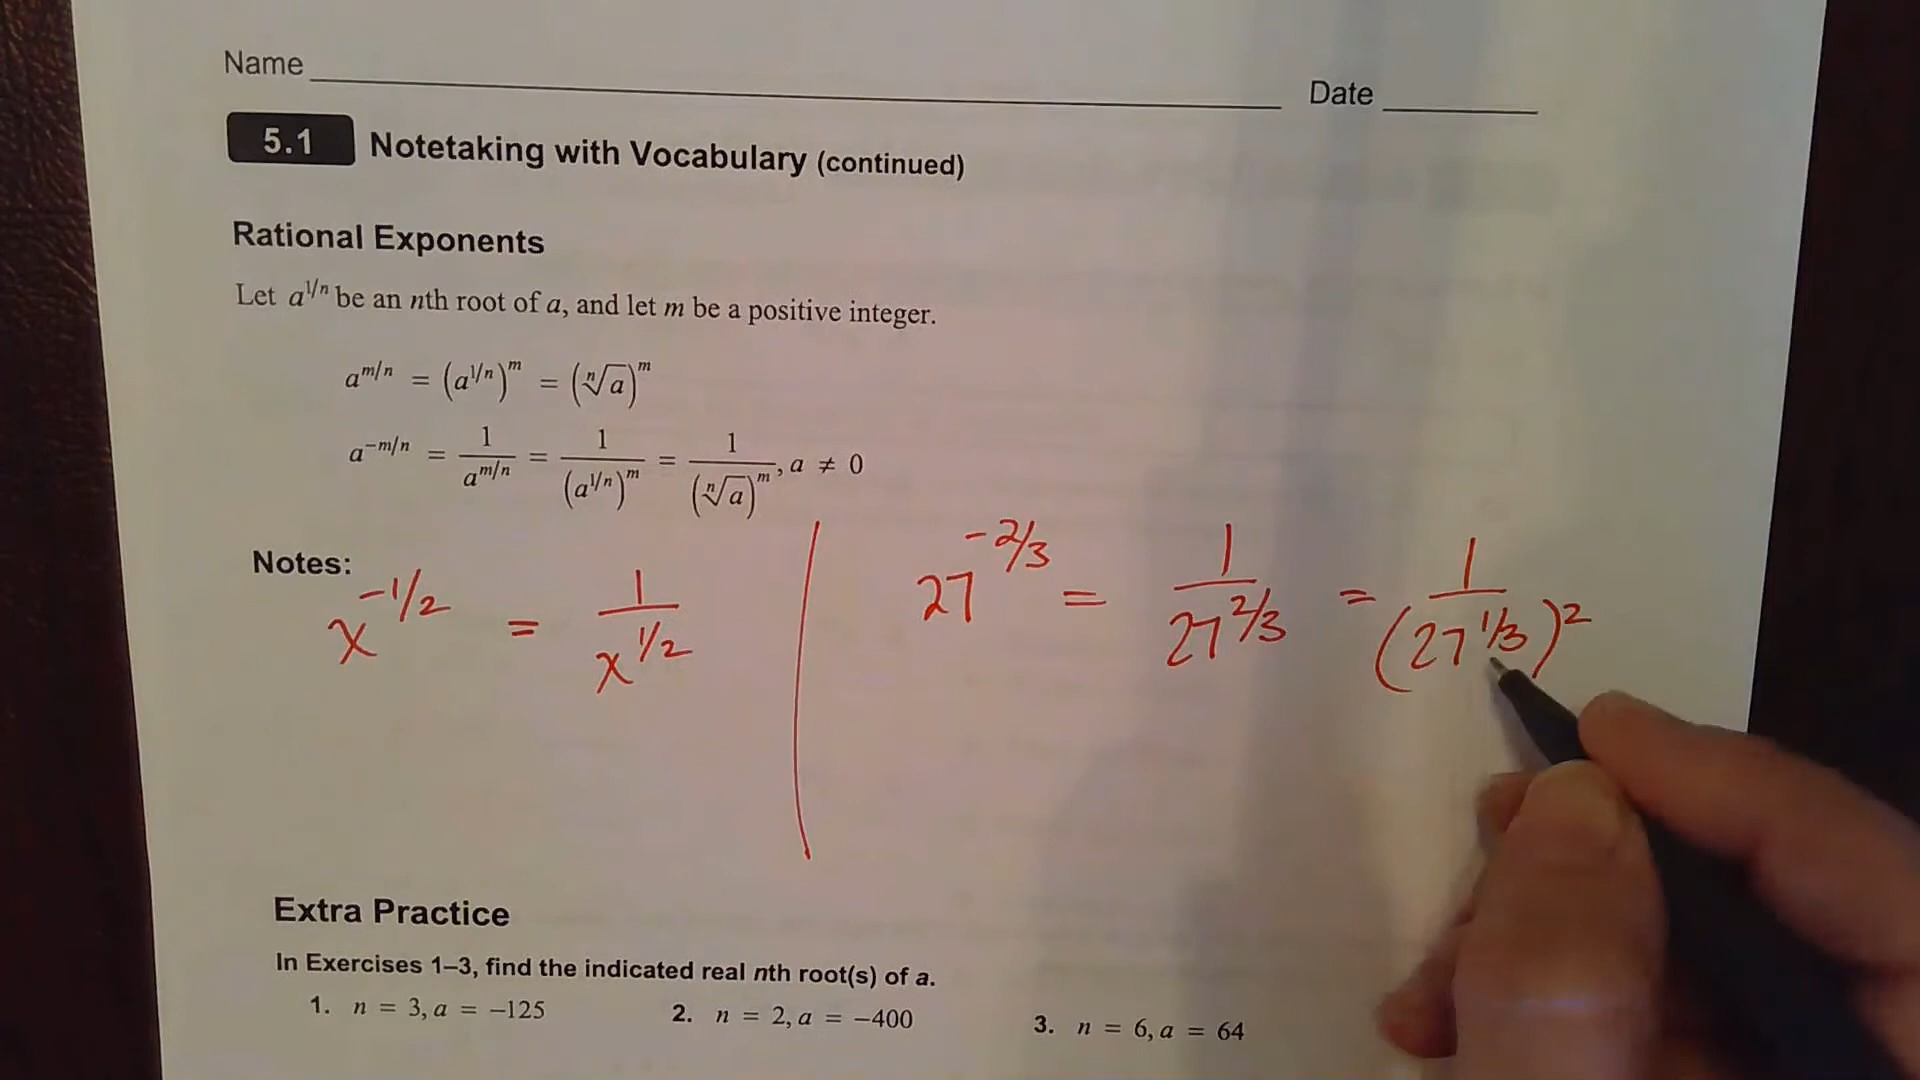 Name
Date
5.1 Notetaking with Vocabulary (continued)
Rational Exponents
Let a^(1/n) be an nth root of a, and let m be a positive integer.
a^(m/n) = (a^(1/n))^m = (ⁿ√a)^m
a^(−m/n) = 1/a^(m/n) = 1/(a^(1/n))^m = 1/(ⁿ√a)^m, a ≠ 0
Notes:
x^(-1/2) = 1/x^(1/2)
27^(-2/3) = 1/27^(2/3) = 1/(27^(1/3))^2
Extra Practice
In Exercises 1–3, find the indicated real nth root(s) of a.
1. n = 3, a = −125 2. n = 2, a = −400 3. n = 6, a = 64